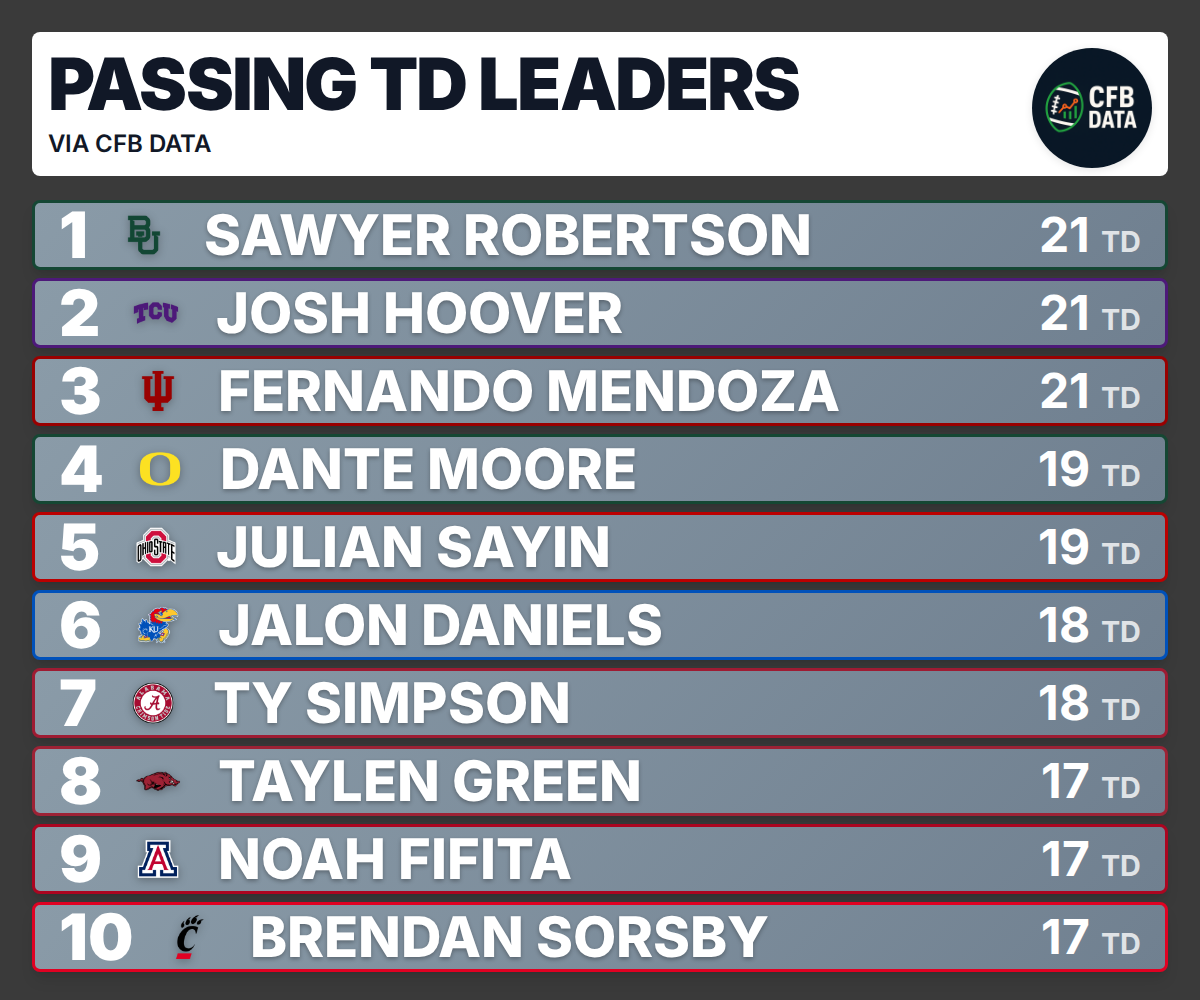 PASSING TD LEADERS
VIA CFB DATA
CFB
DATA
1 BU SAWYER ROBERTSON 21 TD
2 TCU JOSH HOOVER 21 TD
3 FERNANDO MENDOZA 21 TD
4 O DANTE MOORE 19 TD
5 OHIO STATE JULIAN SAYIN 19 TD
6 KU JALON DANIELS 18 TD
7 ALABAMA A CRIMSON TIDE TY SIMPSON 18 TD
8 TAYLEN GREEN 17 TD
9 A NOAH FIFITA 17 TD
10 C BRENDAN SORSBY 17 TD